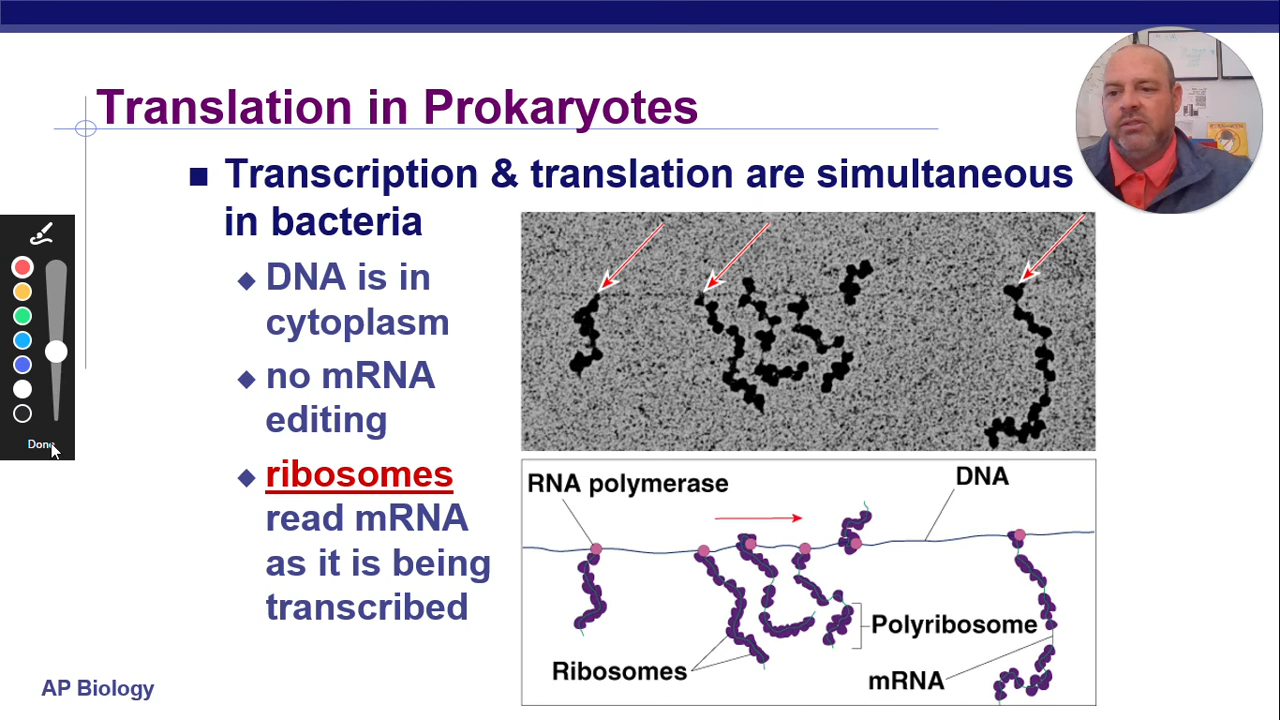 Translation in Prokaryotes
Transcription & translation are simultaneous
in bacteria
DNA is in
cytoplasm
no mRNA
editing
ribosomes
read mRNA
as it is being
transcribed
RNA polymerase
DNA
Polyribosome
Ribosomes
mRNA
Done
AP Biology